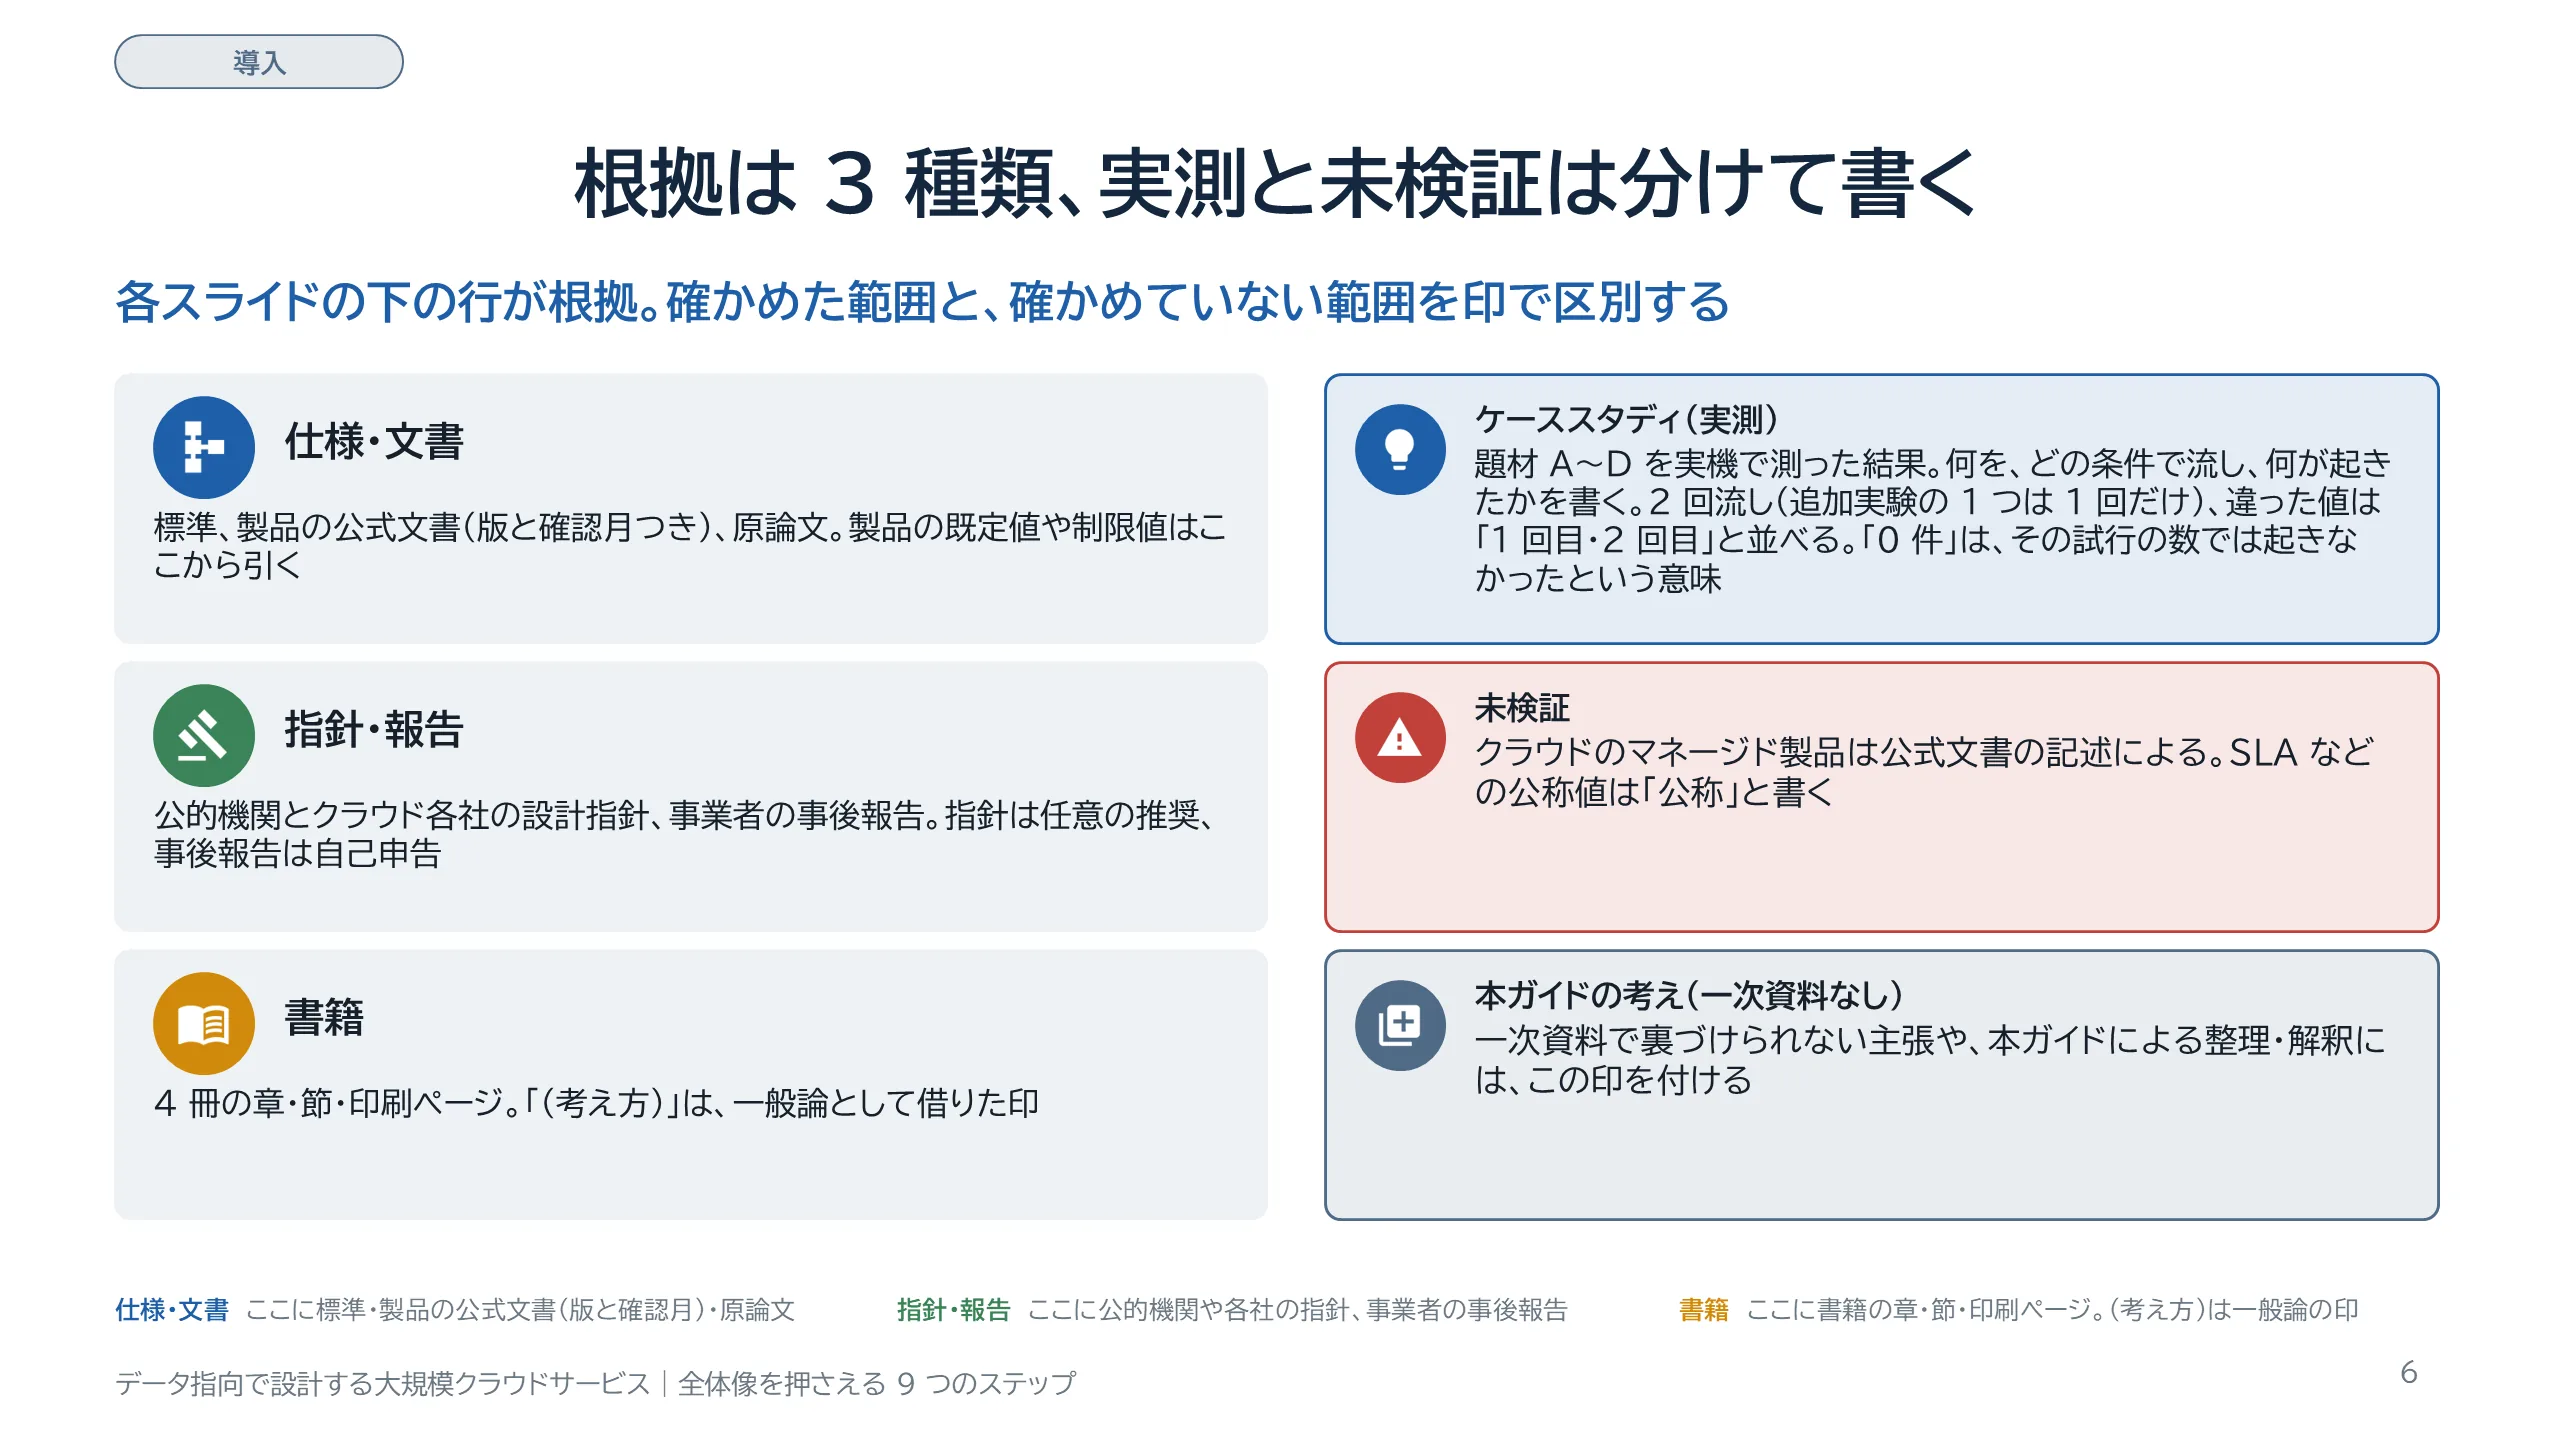 導入
根拠は 3 種類、実測と未検証は分けて書く
各スライドの下の行が根拠。確かめた範囲と、確かめていない範囲を印で区別する
仕様・文書
標準、製品の公式文書（版と確認月つき）、原論文。製品の既定値や制限値はこ
こから引く
指針・報告
公的機関とクラウド各社の設計指針、事業者の事後報告。指針は任意の推奨、
事後報告は自己申告
書籍
4 冊の章・節・印刷ページ。「（考え方）」は、一般論として借りた印
ケーススタディ（実測）
題材 A～D を実機で測った結果。何を、どの条件で流し、何が起き
たかを書く。2 回流し（追加実験の 1 つは 1 回だけ）、違った値は
「1 回目・2 回目」と並べる。「0 件」は、その試行の数では起きな
かったという意味
未検証
クラウドのマネージド製品は公式文書の記述による。SLA など
の公称値は「公称」と書く
本ガイドの考え（一次資料なし）
一次資料で裏づけられない主張や、本ガイドによる整理・解釈に
は、この印を付ける
仕様・文書 ここに標準・製品の公式文書（版と確認月）・原論文
指針・報告 ここに公的機関や各社の指針、事業者の事後報告
書籍 ここに書籍の章・節・印刷ページ。（考え方）は一般論の印
データ指向で設計する大規模クラウドサービス｜全体像を押さえる 9 つのステップ
6